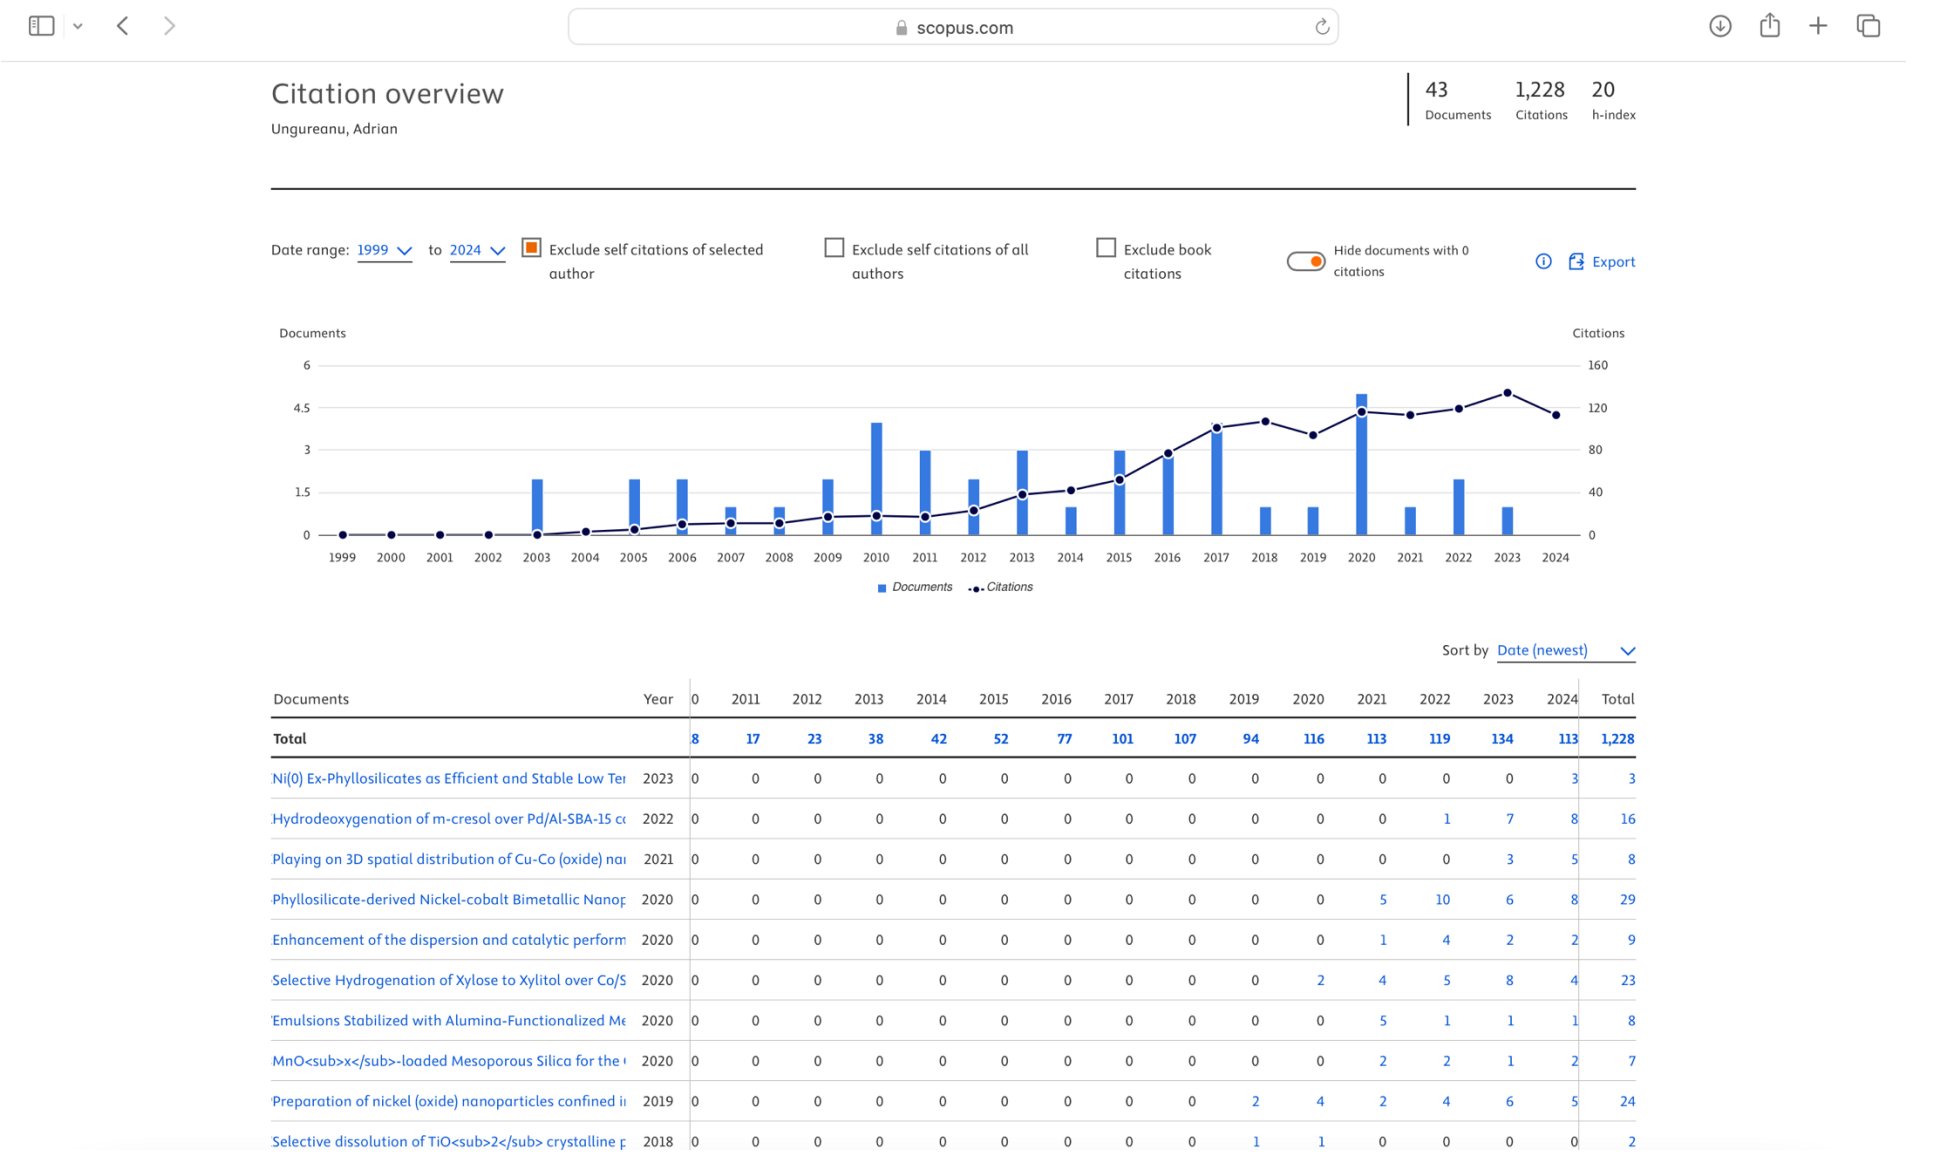 scopus.com
Citation overview
Ungureanu, Adrian
43 1,228 20
Documents Citations h-index
Date range: 1999 to 2024
Exclude self citations of selected
author
Exclude self citations of all
authors
Exclude book
citations
Hide documents with 0
citations
Export
Documents Citations
6 160
4.5 120
3 80
1.5 40
0 0
1999 2000 2001 2002 2003 2004 2005 2006 2007 2008 2009 2010 2011 2012 2013 2014 2015 2016 2017 2018 2019 2020 2021 2022 2023 2024
Documents Citations
Sort by Date (newest)
Documents Year 0 2011 2012 2013 2014 2015 2016 2017 2018 2019 2020 2021 2022 2023 2024 Total
Total 8 17 23 38 42 52 77 101 107 94 116 113 119 134 113 1,228
Ni(0) Ex-Phyllosilicates as Efficient and Stable Low Ter 2023 0 0 0 0 0 0 0 0 0 0 0 0 0 0 3 3
Hydrodeoxygenation of m-cresol over Pd/Al-SBA-15 co 2022 0 0 0 0 0 0 0 0 0 0 0 0 1 7 8 16
Playing on 3D spatial distribution of Cu-Co (oxide) nan 2021 0 0 0 0 0 0 0 0 0 0 0 0 0 3 5 8
Phyllosilicate-derived Nickel-cobalt Bimetallic Nanop 2020 0 0 0 0 0 0 0 0 0 0 0 5 10 6 8 29
Enhancement of the dispersion and catalytic perform 2020 0 0 0 0 0 0 0 0 0 0 0 1 4 2 2 9
Selective Hydrogenation of Xylose to Xylitol over Co/S 2020 0 0 0 0 0 0 0 0 0 0 2 4 5 8 4 23
Emulsions Stabilized with Alumina-Functionalized Me 2020 0 0 0 0 0 0 0 0 0 0 0 5 1 1 1 8
MnO<sub>x</sub>-loaded Mesoporous Silica for the 2020 0 0 0 0 0 0 0 0 0 0 0 2 2 1 2 7
Preparation of nickel (oxide) nanoparticles confined i 2019 0 0 0 0 0 0 0 0 0 2 4 2 4 6 5 24
Selective dissolution of TiO<sub>2</sub> crystalline p 2018 0 0 0 0 0 0 0 0 0 1 1 0 0 0 0 2